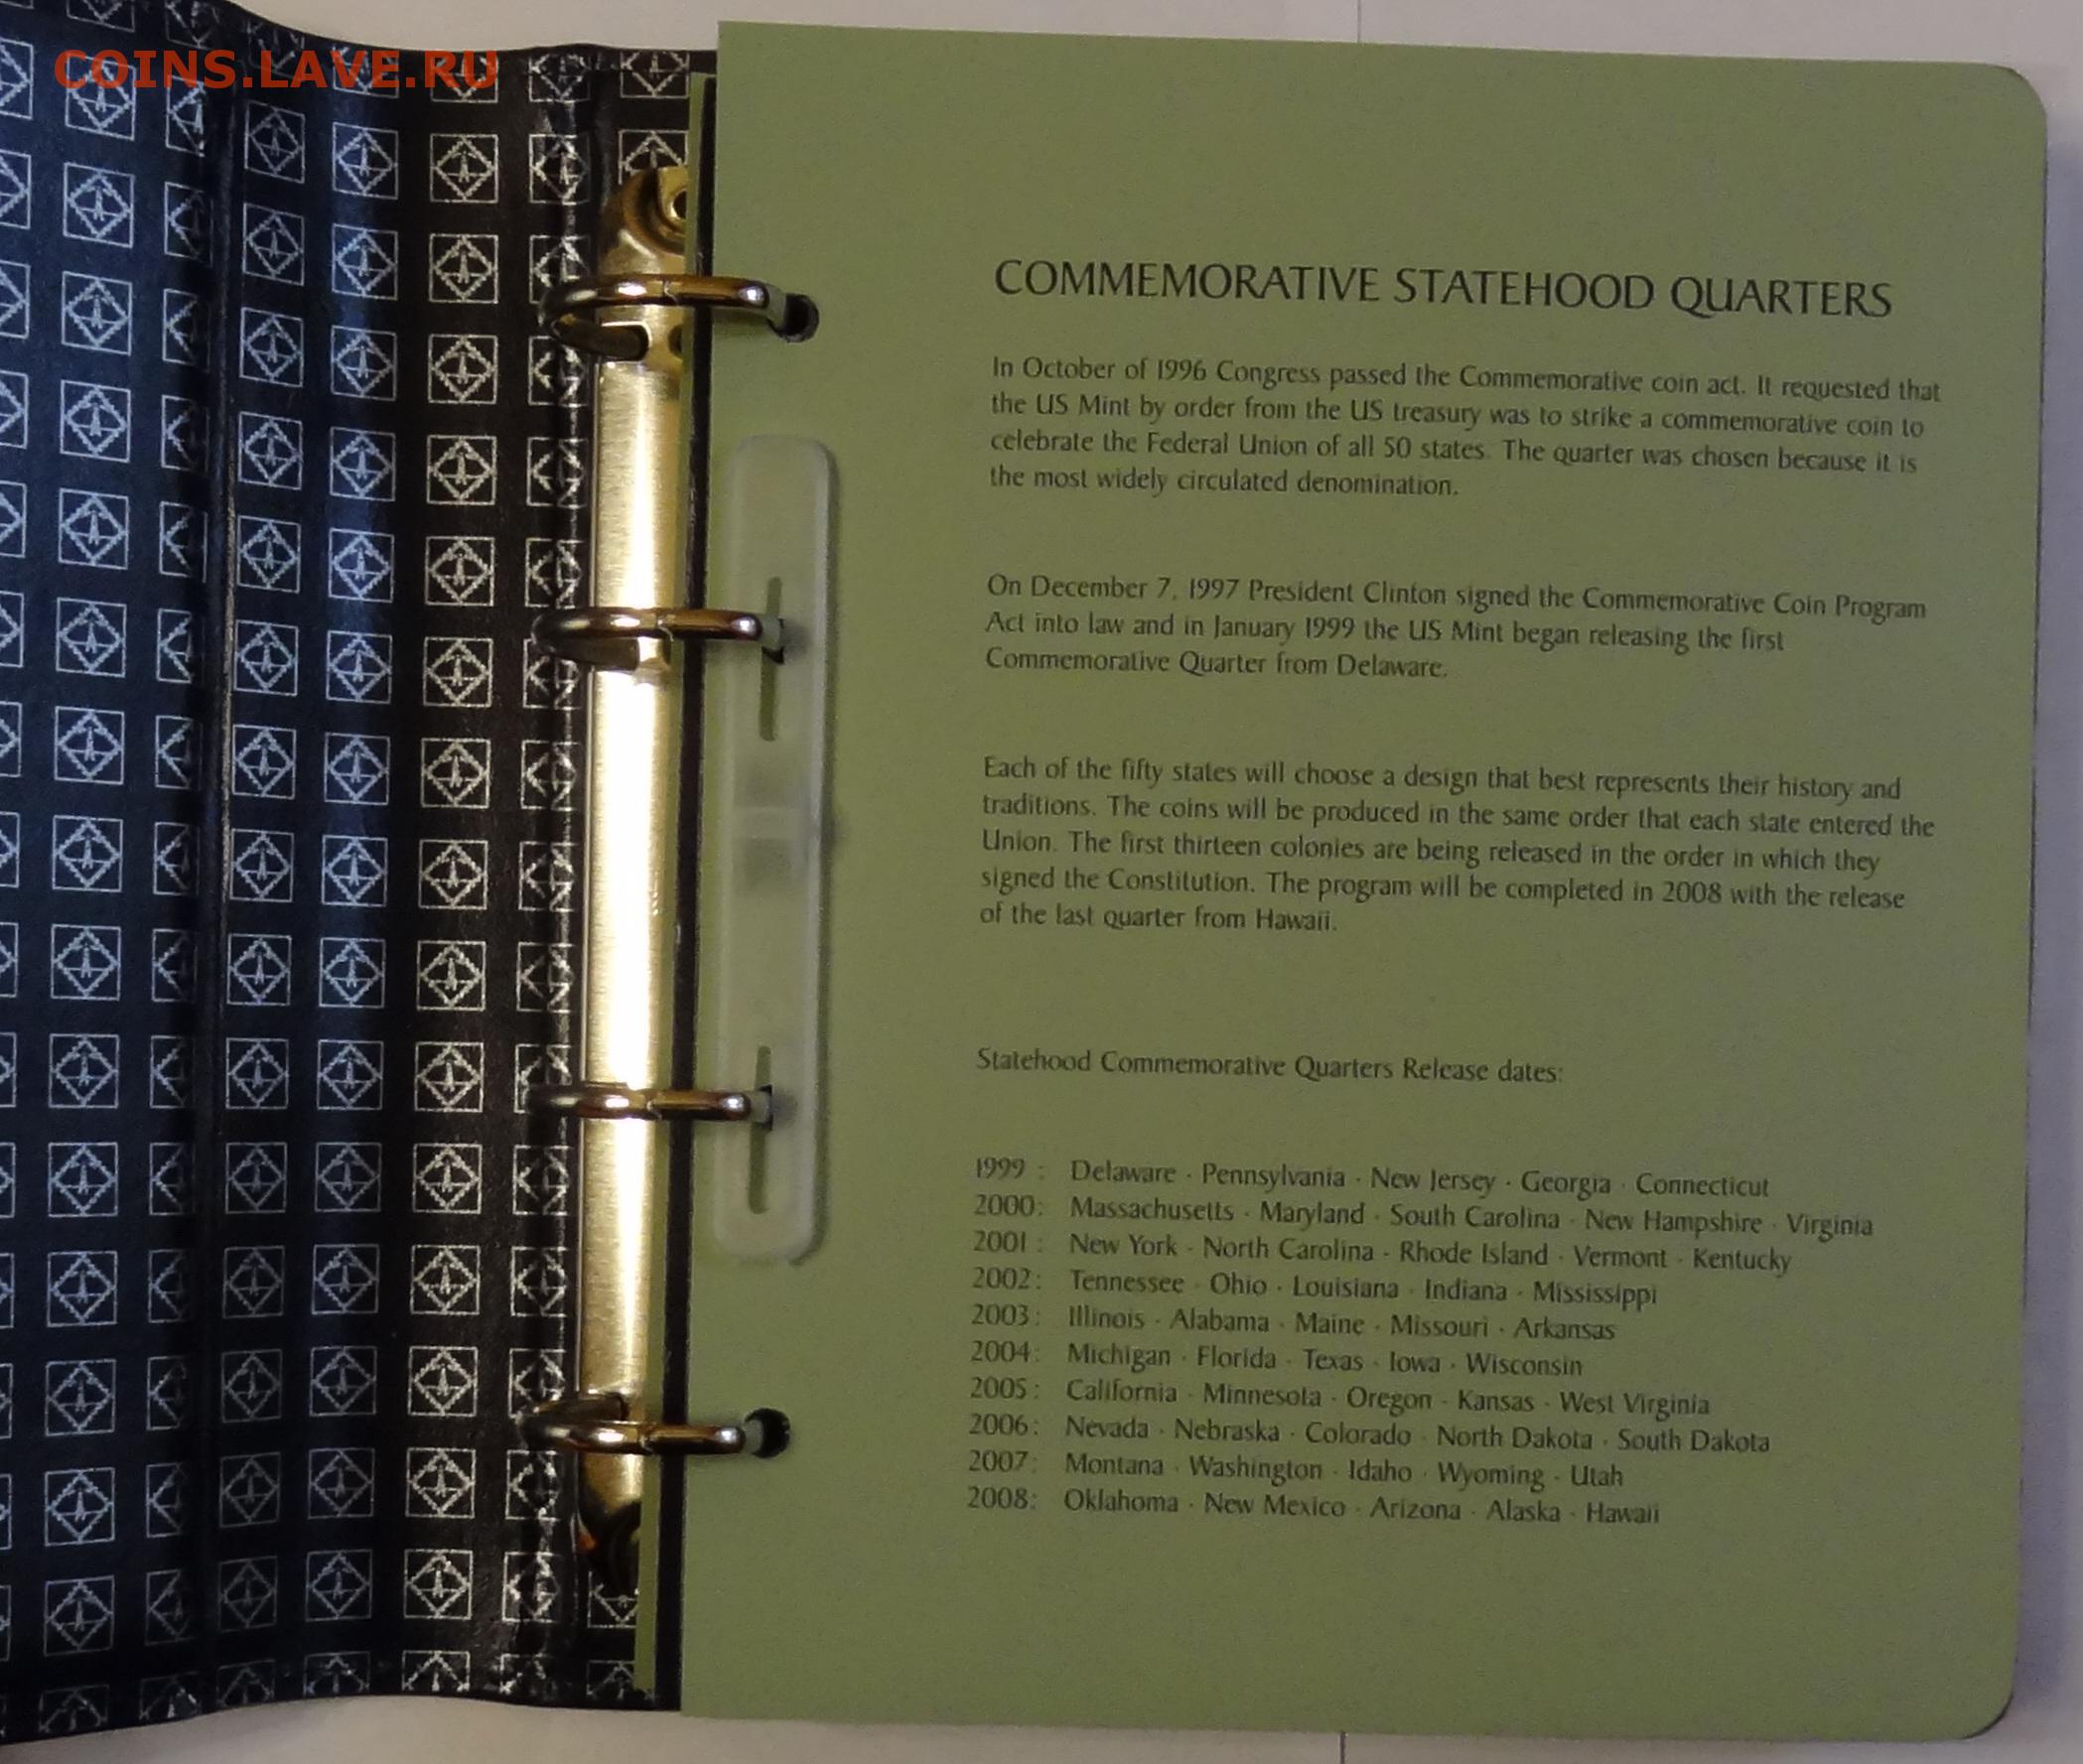 COINS.LAVE.RU
COMMEMORATIVE STATEHOOD QUARTERS
In October of 1996 Congress passed the Commemorative coin act. It requested that
the US Mint by order from the US treasury was to strike a commemorative coin to
celebrate the Federal Union of all 50 states. The quarter was chosen because it is
the most widely circulated denomination.
On December 7, 1997 President Clinton signed the Commemorative Coin Program
Act into law and in January 1999 the US Mint began releasing the first
Commemorative Quarter from Delaware.
Each of the fifty states will choose a design that best represents their history and
traditions. The coins will be produced in the same order that each state entered the
Union. The first thirteen colonies are being released in the order in which they
signed the Constitution. The program will be completed in 2008 with the release
of the last quarter from Hawaii.
Statehood Commemorative Quarters Release dates:
1999 : Delaware · Pennsylvania · New Jersey · Georgia · Connecticut
2000: Massachusetts · Maryland · South Carolina · New Hampshire · Virginia
2001 : New York · North Carolina · Rhode Island · Vermont · Kentucky
2002: Tennessee · Ohio · Louisiana · Indiana · Mississippi
2003: Illinois · Alabama · Maine · Missouri · Arkansas
2004: Michigan · Florida · Texas · Iowa · Wisconsin
2005: California · Minnesota · Oregon · Kansas · West Virginia
2006: Nevada · Nebraska · Colorado · North Dakota · South Dakota
2007: Montana · Washington · Idaho · Wyoming · Utah
2008: Oklahoma · New Mexico · Arizona · Alaska · Hawaii